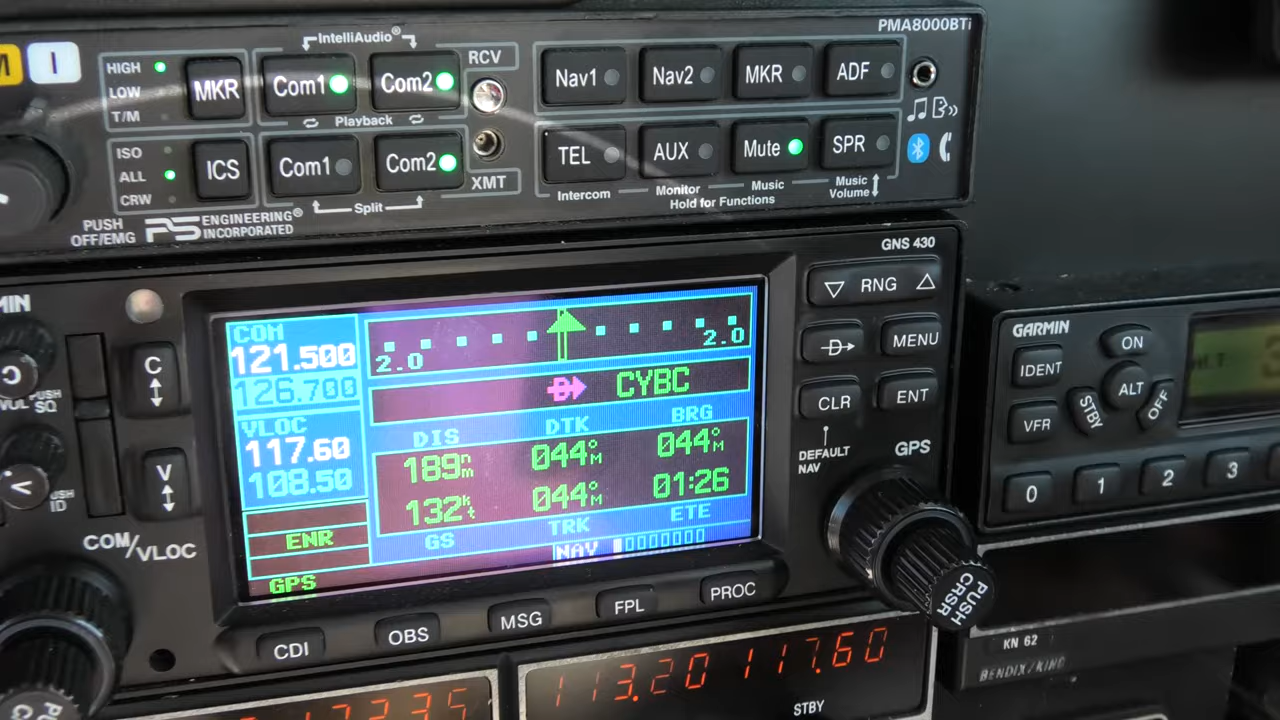 PMA8000BTi
M I
IntelliAudio®
HIGH
LOW
T/M
MKR
Com1
Com2
RCV
Nav1
Nav2
MKR
ADF
Playback
ISO
ALL
CRW
ICS
Com1
Com2
XMT
TEL
AUX
Mute
SPR
Split
Intercom
Monitor
Music
Music
Volume
Hold for Functions
PUSH
OFF/EMG
PS ENGINEERING®
INCORPORATED
GNS 430
RNG
MENU
CLR
ENT
DEFAULT
NAV
GPS
PUSH
CRSR
C
V
PUSH
SQ
PUSH
ID
COM/VLOC
COM
121.500
126.700
VLOC
117.60
108.50
ENR
GPS
2.0
2.0
D CYBC
DIS
DTK
BRG
189nm
044°M
044°M
132kt
044°M
01:26
GS
TRK
ETE
NAV
CDI
OBS
MSG
FPL
PROC
GARMIN
IDENT
ON
ALT
STBY
OFF
VFR
0
1
2
3
113.20
117.60
STBY
KN 62
BENDIX/KING